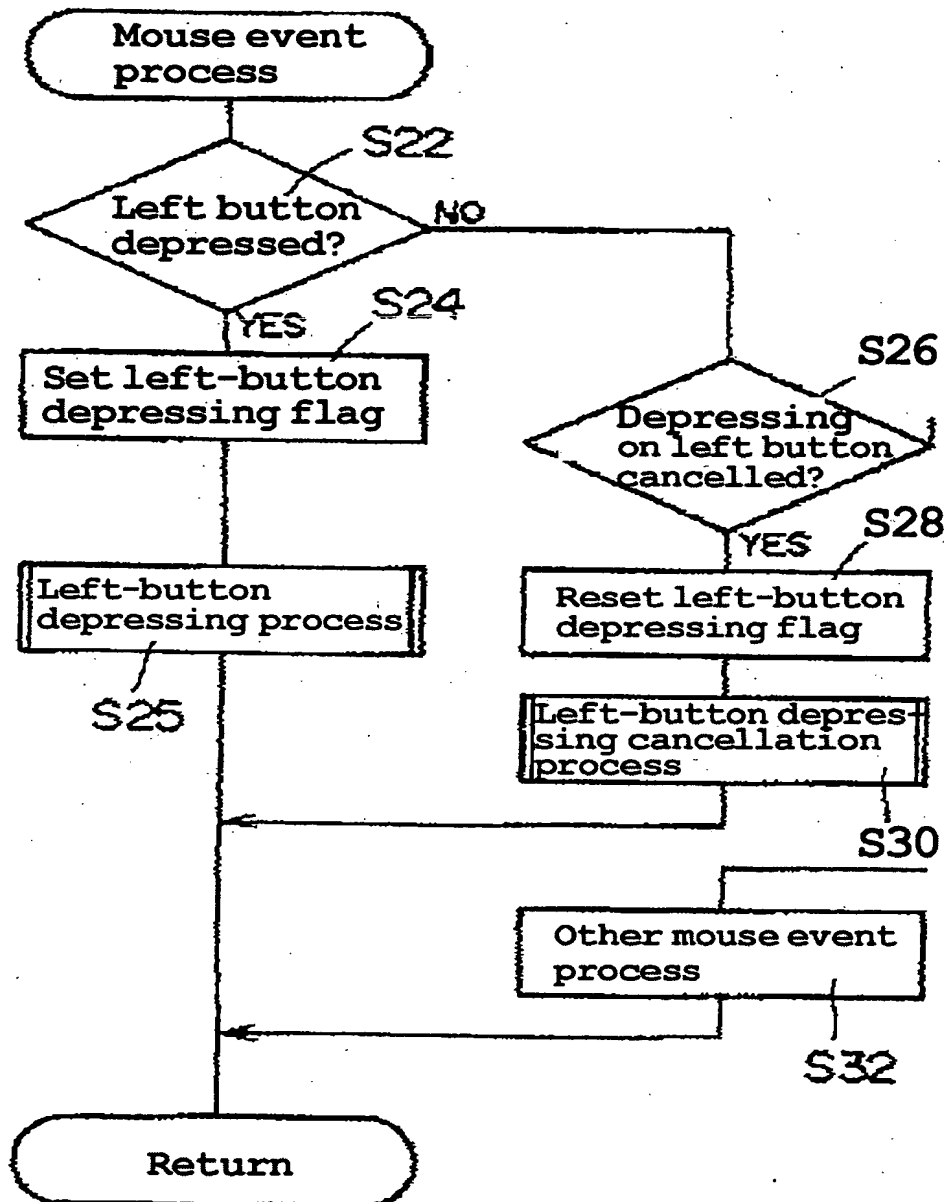 Mouse event
process
S22
Left button
depressed?
NO
YES
S24
Set left-button
depressing flag
S26
Depressing
on left button
cancelled?
YES
S28
Left-button
depressing process
S25
Reset left-button
depressing flag
Left-button depres-
sing cancellation
process
S30
Other mouse event
process
S32
Return